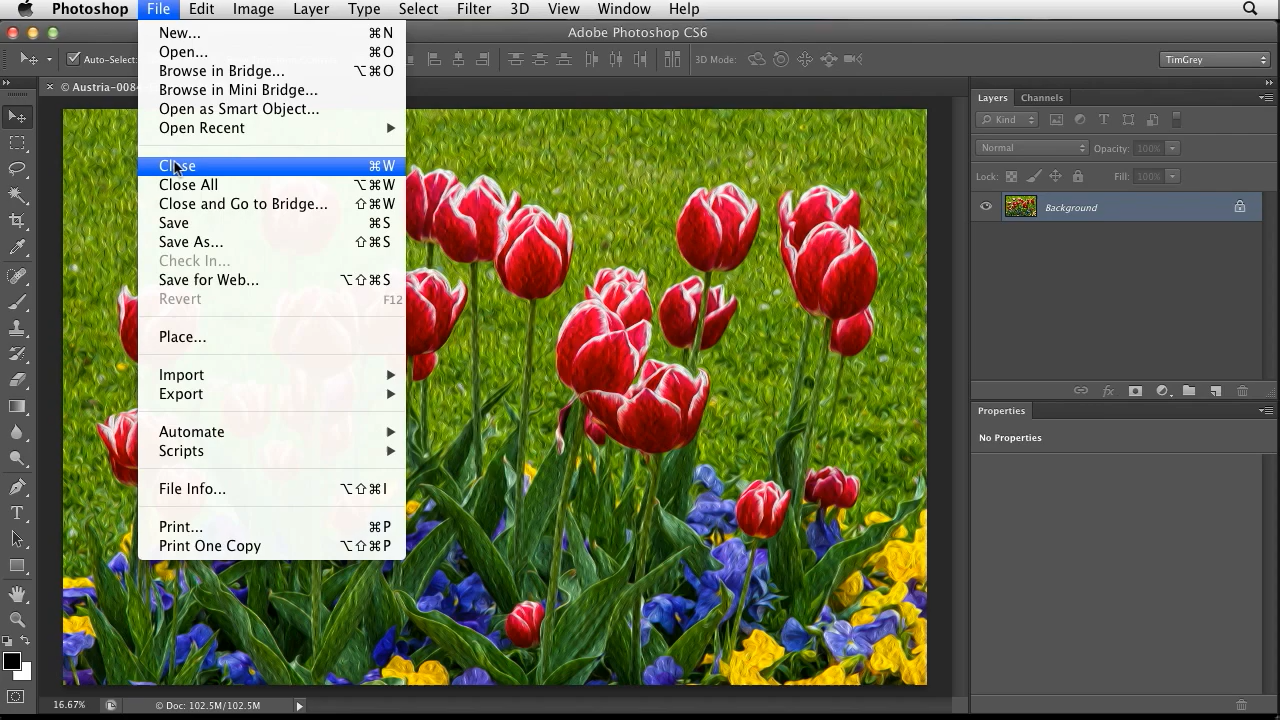 Photoshop File Edit Image Layer Type Select Filter 3D View Window Help
Adobe Photoshop CS6
Auto-Select: 3D Mode: TimGrey
× © Austria-008
New... ⌘N
Open... ⌘O
Browse in Bridge... ⌥⌘O
Browse in Mini Bridge...
Open as Smart Object...
Open Recent
Close ⌘W
Close All ⌥⌘W
Close and Go to Bridge... ⇧⌘W
Save ⌘S
Save As... ⇧⌘S
Check In...
Save for Web... ⌥⇧⌘S
Revert F12
Place...
Import
Export
Automate
Scripts
File Info... ⌥⇧⌘I
Print... ⌘P
Print One Copy ⌥⇧⌘P
Layers Channels
Kind
Normal Opacity: 100%
Lock: Fill: 100%
Background
Properties
No Properties
16.67% © Doc: 102.5M/102.5M